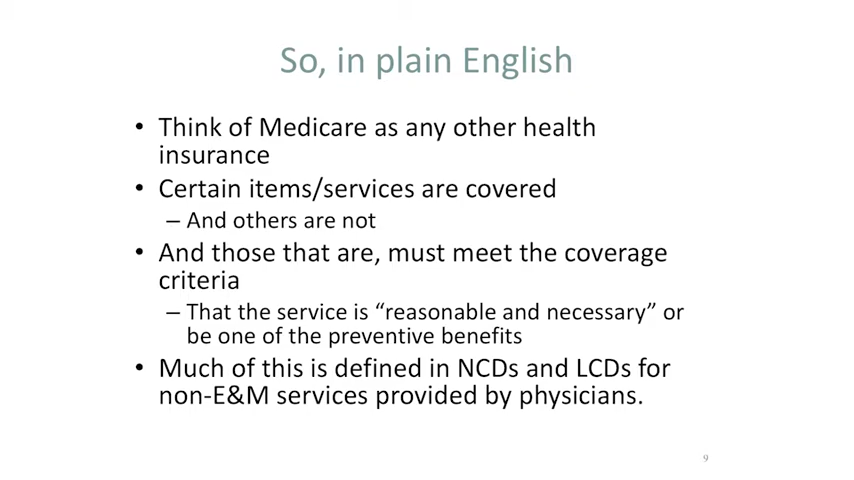 So, in plain English
• Think of Medicare as any other health
insurance
• Certain items/services are covered
– And others are not
• And those that are, must meet the coverage
criteria
– That the service is “reasonable and necessary” or
be one of the preventive benefits
• Much of this is defined in NCDs and LCDs for
non-E&M services provided by physicians.
9